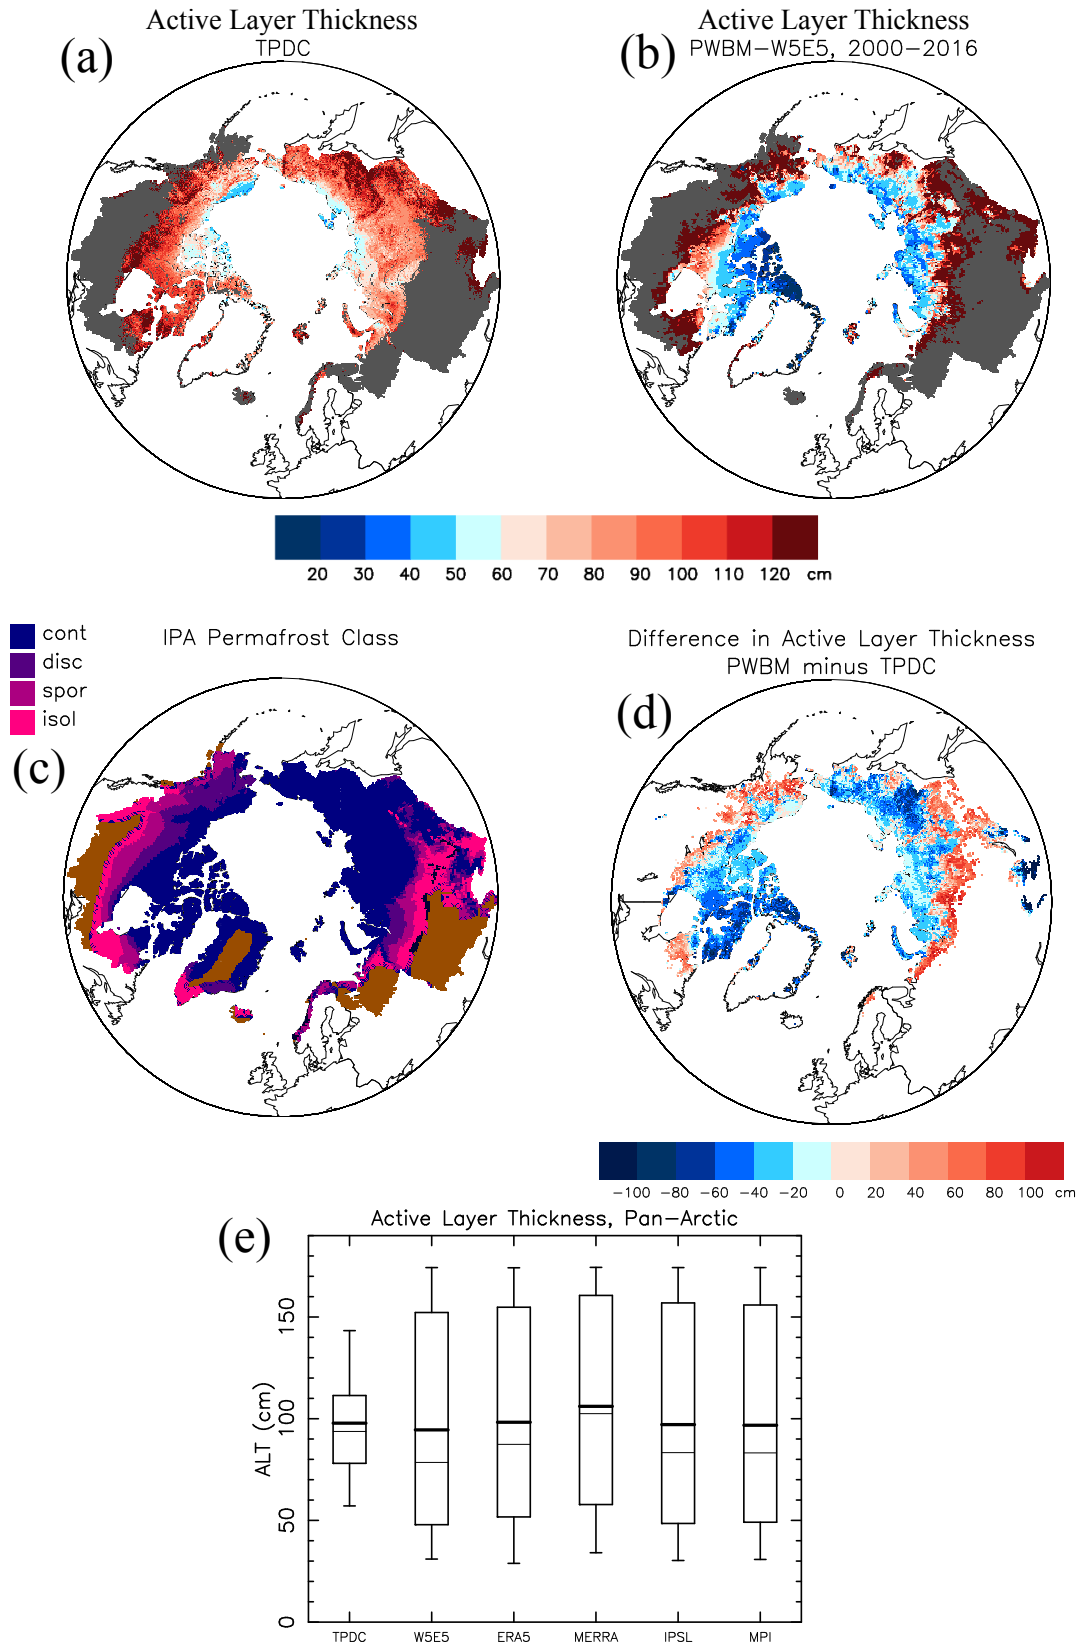 Active Layer Thickness
TPDC
(a)
Active Layer Thickness
PWBM-W5E5, 2000-2016
(b)
20 30 40 50 60 70 80 90 100 110 120 cm
cont
disc
spor
isol
IPA Permafrost Class
(c)
Difference in Active Layer Thickness
PWBM minus TPDC
(d)
-100 -80 -60 -40 -20 0 20 40 60 80 100 cm
Active Layer Thickness, Pan-Arctic
(e)
ALT (cm)
150
100
50
0
TPDC W5E5 ERA5 MERRA IPSL MPI